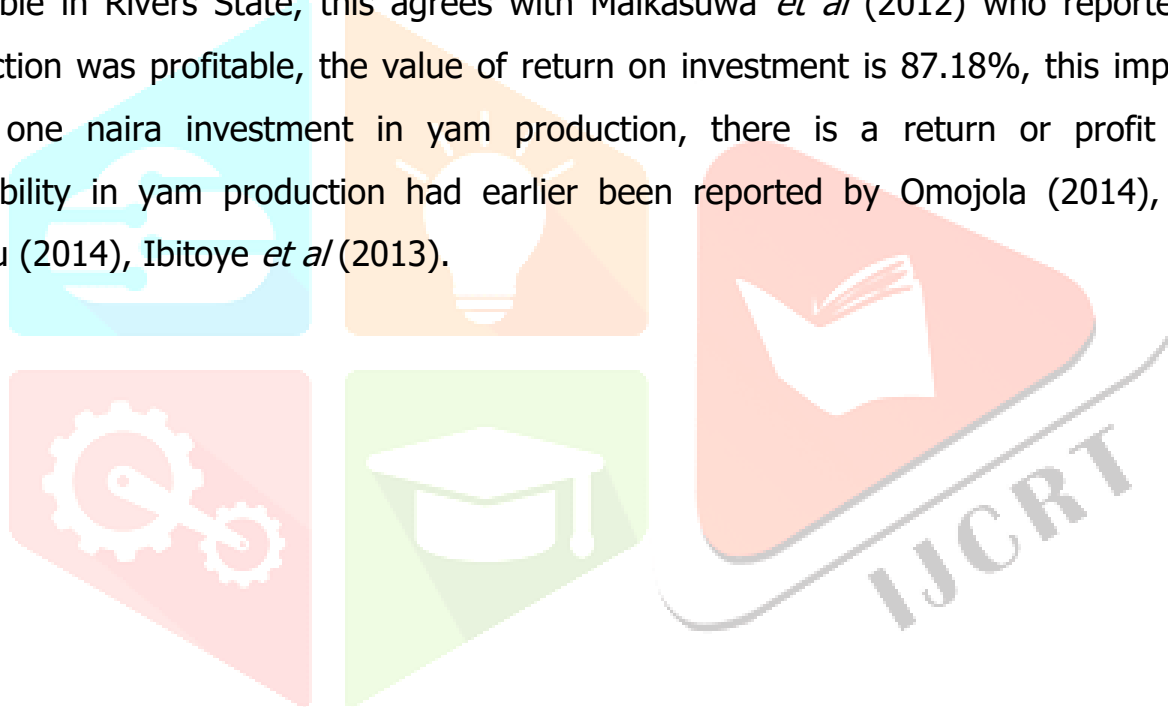 ble in Rivers State, this agrees with Maikasuwa et al (2012) who reporte
ction was profitable, the value of return on investment is 87.18%, this imp
one naira investment in yam production, there is a return or profit
bility in yam production had earlier been reported by Omojola (2014),
u (2014), Ibitoye et al (2013).
IJCRT